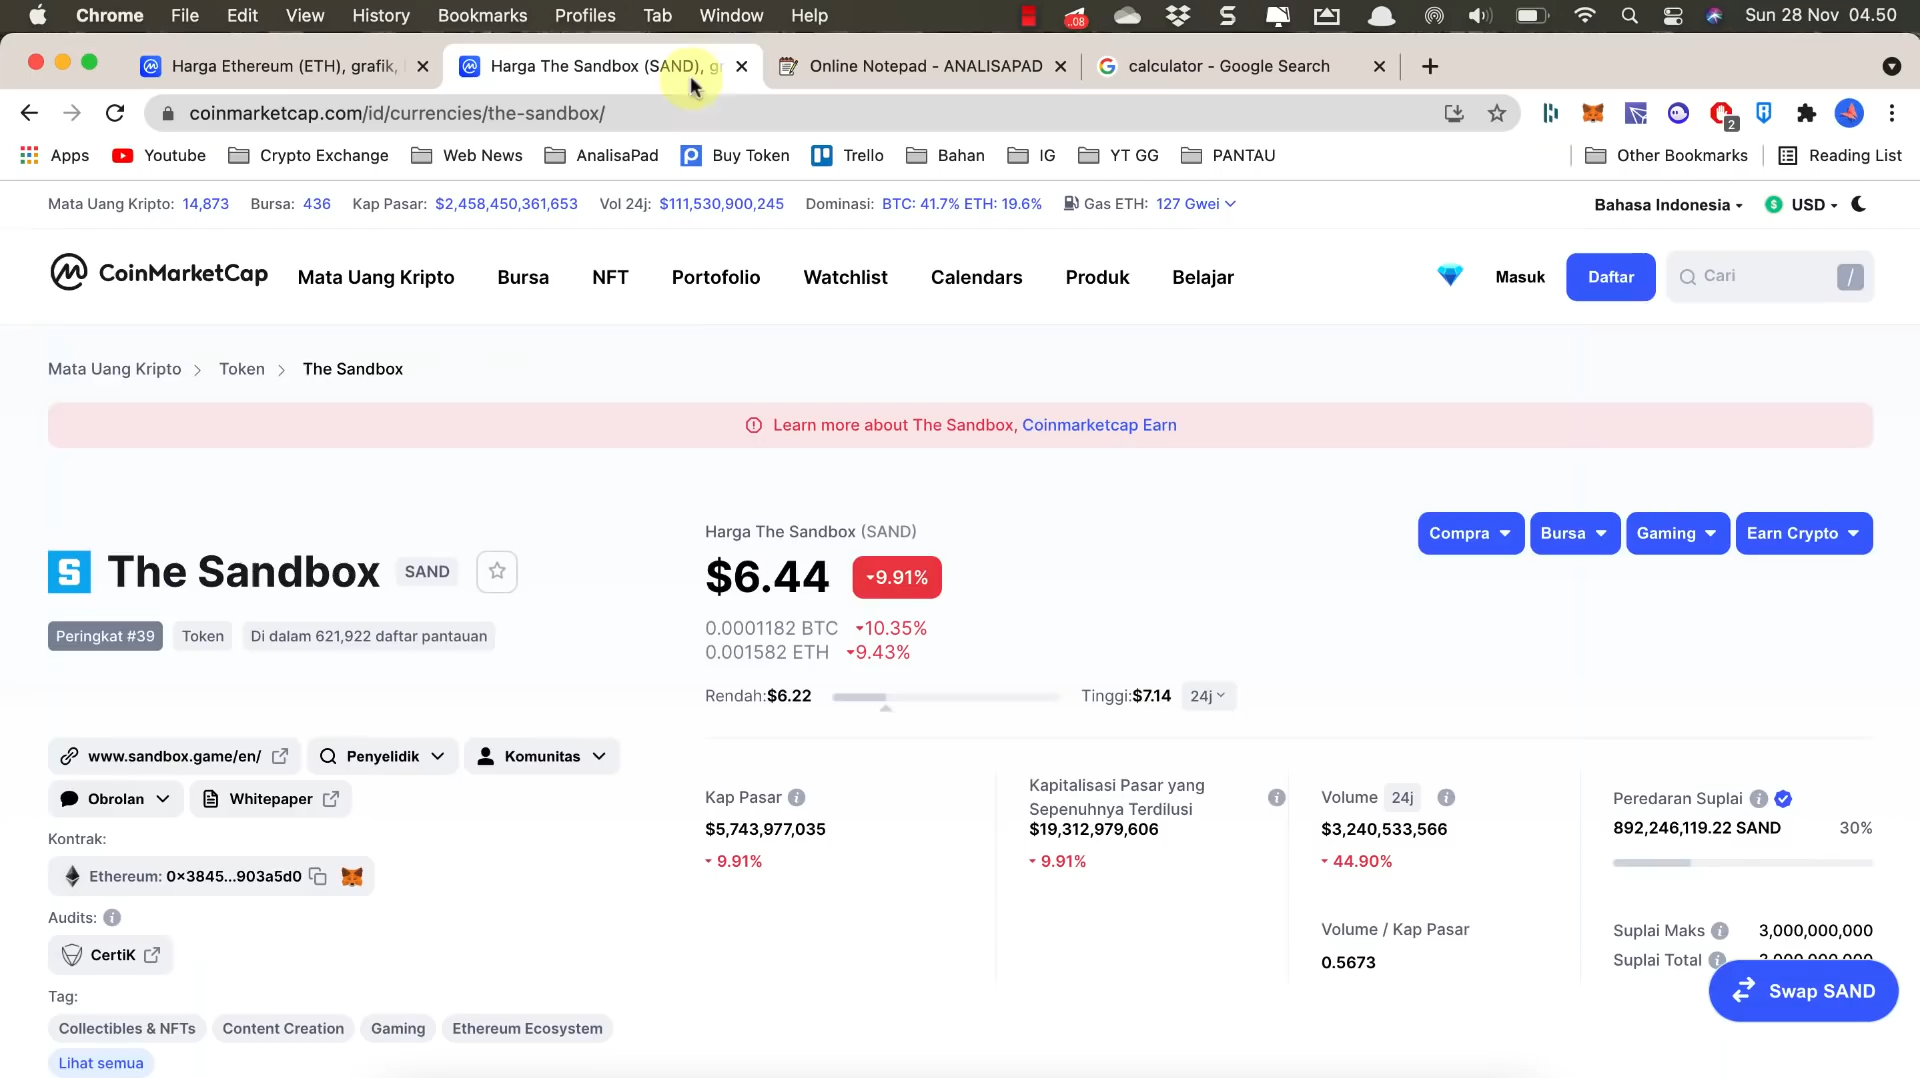 Chrome File Edit View History Bookmarks Profiles Tab Window Help Sun 28 Nov 04.50
..08
Harga Ethereum (ETH), grafik, Harga The Sandbox (SAND), gr Online Notepad - ANALISAPAD calculator - Google Search
coinmarketcap.com/id/currencies/the-sandbox/ 2
Apps Youtube Crypto Exchange Web News AnalisaPad Buy Token Trello Bahan IG YT GG PANTAU Other Bookmarks Reading List
Mata Uang Kripto: 14,873 Bursa: 436 Kap Pasar: $2,458,450,361,653 Vol 24j: $111,530,900,245 Dominasi: BTC: 41.7% ETH: 19.6% Gas ETH: 127 Gwei Bahasa Indonesia USD
CoinMarketCap Mata Uang Kripto Bursa NFT Portofolio Watchlist Calendars Produk Belajar Masuk Daftar Cari /
Mata Uang Kripto > Token > The Sandbox
Learn more about The Sandbox, Coinmarketcap Earn
Harga The Sandbox (SAND)
Compra Bursa Gaming Earn Crypto
The Sandbox SAND
$6.44 9.91%
0.0001182 BTC 10.35%
0.001582 ETH 9.43%
Peringkat #39 Token Di dalam 621,922 daftar pantauan
Rendah:$6.22 Tinggi:$7.14 24j
www.sandbox.game/en/ Penyelidik Komunitas
Obrolan Whitepaper
Kontrak:
Ethereum: 0x3845...903a5d0
Audits:
CertiK
Tag:
Collectibles & NFTs Content Creation Gaming Ethereum Ecosystem
Lihat semua
Kap Pasar
$5,743,977,035
9.91%
Kapitalisasi Pasar yang
Sepenuhnya Terdilusi
$19,312,979,606
9.91%
Volume 24j
$3,240,533,566
44.90%
Volume / Kap Pasar
0.5673
Peredaran Suplai
892,246,119.22 SAND 30%
Suplai Maks 3,000,000,000
Suplai Total 3,000,000,000
Swap SAND